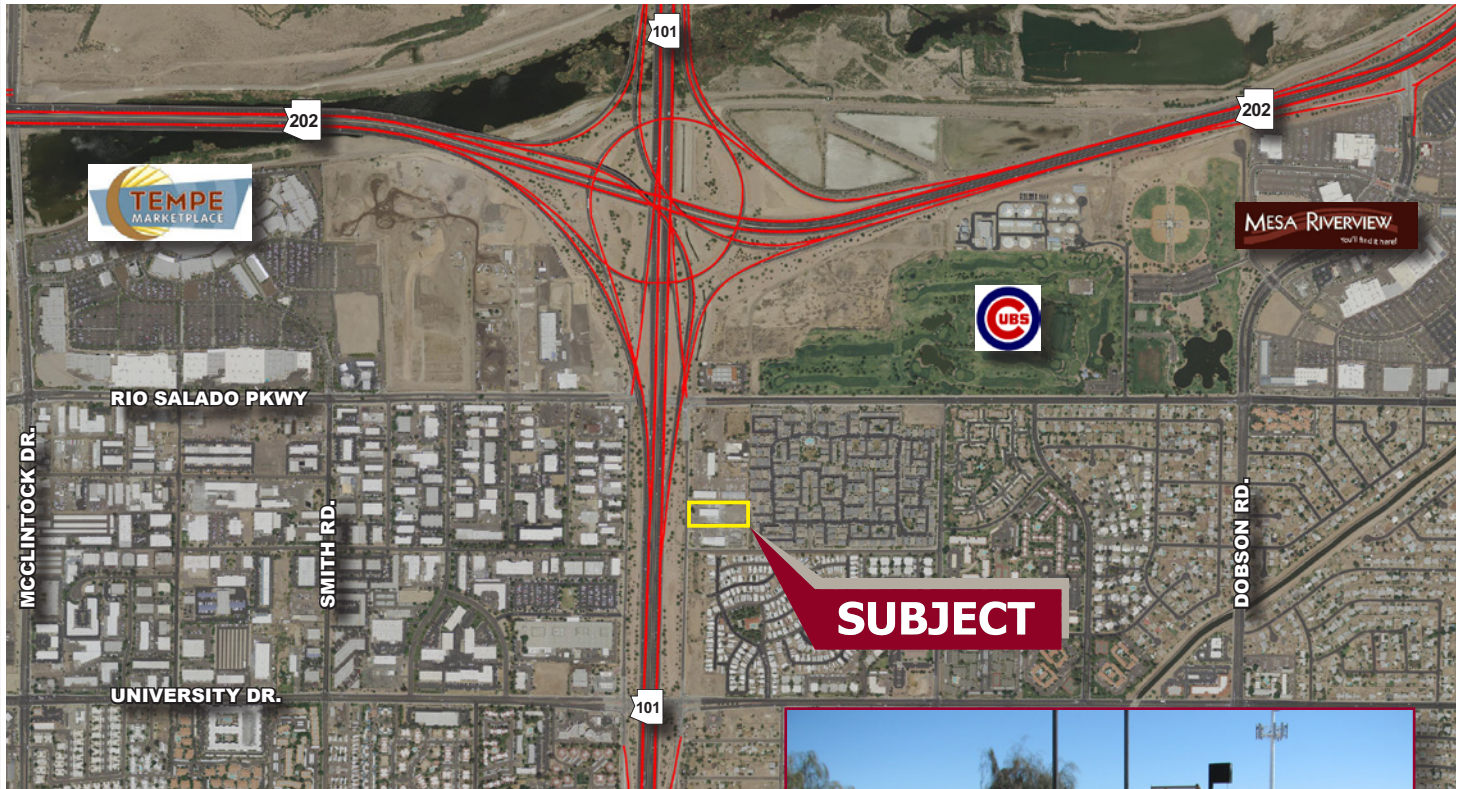 101
202
202
TEMPE
MARKETPLACE
MESA RIVERVIEW
You'll find it here!
CUBS
RIO SALADO PKWY
MCCLINTOCK DR.
SMITH RD.
DOBSON RD.
SUBJECT
UNIVERSITY DR.
101